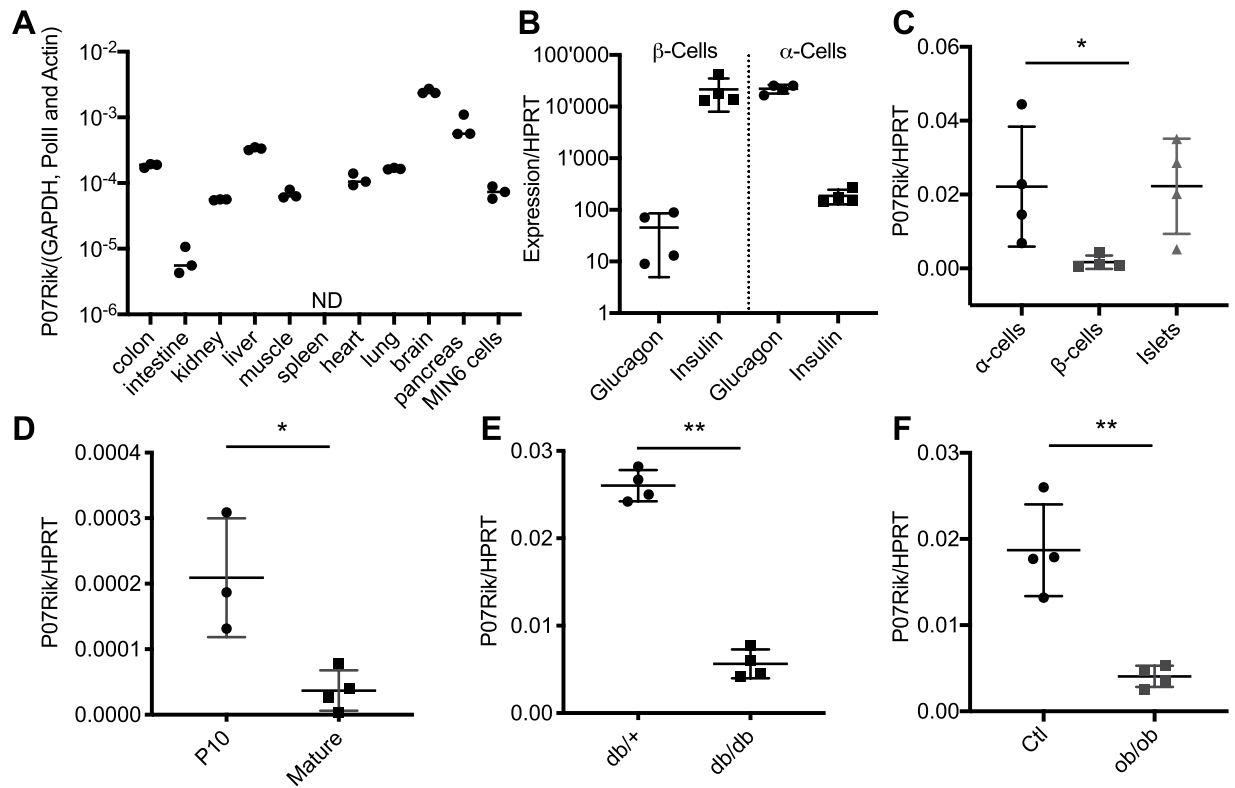 A
P07Rik/(GAPDH, PolII and Actin)
10-2
10-3
10-4
10-5
10-6
ND
colon
intestine
kidney
liver
muscle
spleen
heart
lung
brain
pancreas
MIN6 cells
B
Expression/HPRT
100'000
10'000
1'000
100
10
1
β-Cells
α-Cells
Glucagon
Insulin
Glucagon
Insulin
C
P07Rik/HPRT
0.06
0.04
0.02
0.00
*
α-cells
β-cells
Islets
D
P07Rik/HPRT
0.0004
0.0003
0.0002
0.0001
0.0000
*
P10
Mature
E
P07Rik/HPRT
0.03
0.02
0.01
0.00
**
db/+
db/db
F
P07Rik/HPRT
0.03
0.02
0.01
0.00
**
Ctl
ob/ob